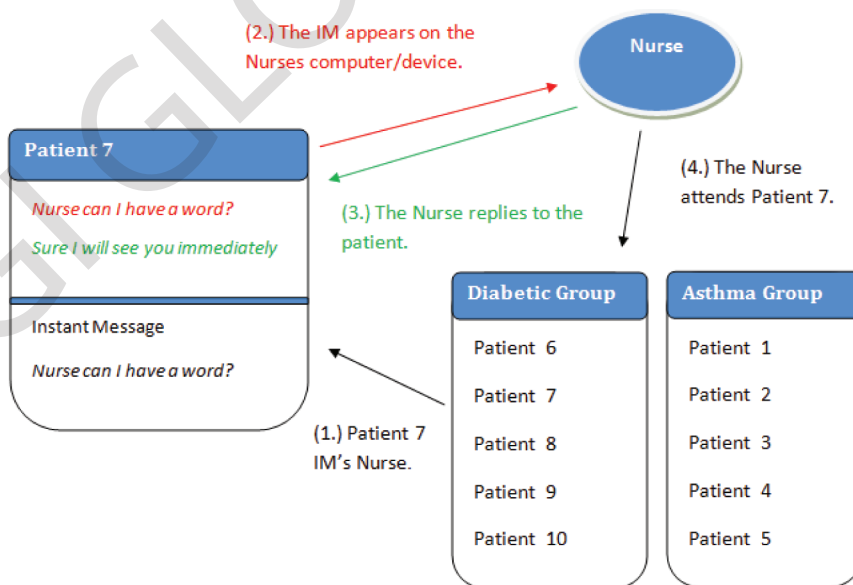 (2.) The IM appears on the
Nurses computer/device.
Nurse
Patient 7
Nurse can I have a word?
Sure I will see you immediately
Instant Message
Nurse can I have a word?
(3.) The Nurse replies to the
patient.
(4.) The Nurse
attends Patient 7.
(1.) Patient 7
IM's Nurse.
Diabetic Group
Patient 6
Patient 7
Patient 8
Patient 9
Patient 10
Asthma Group
Patient 1
Patient 2
Patient 3
Patient 4
Patient 5